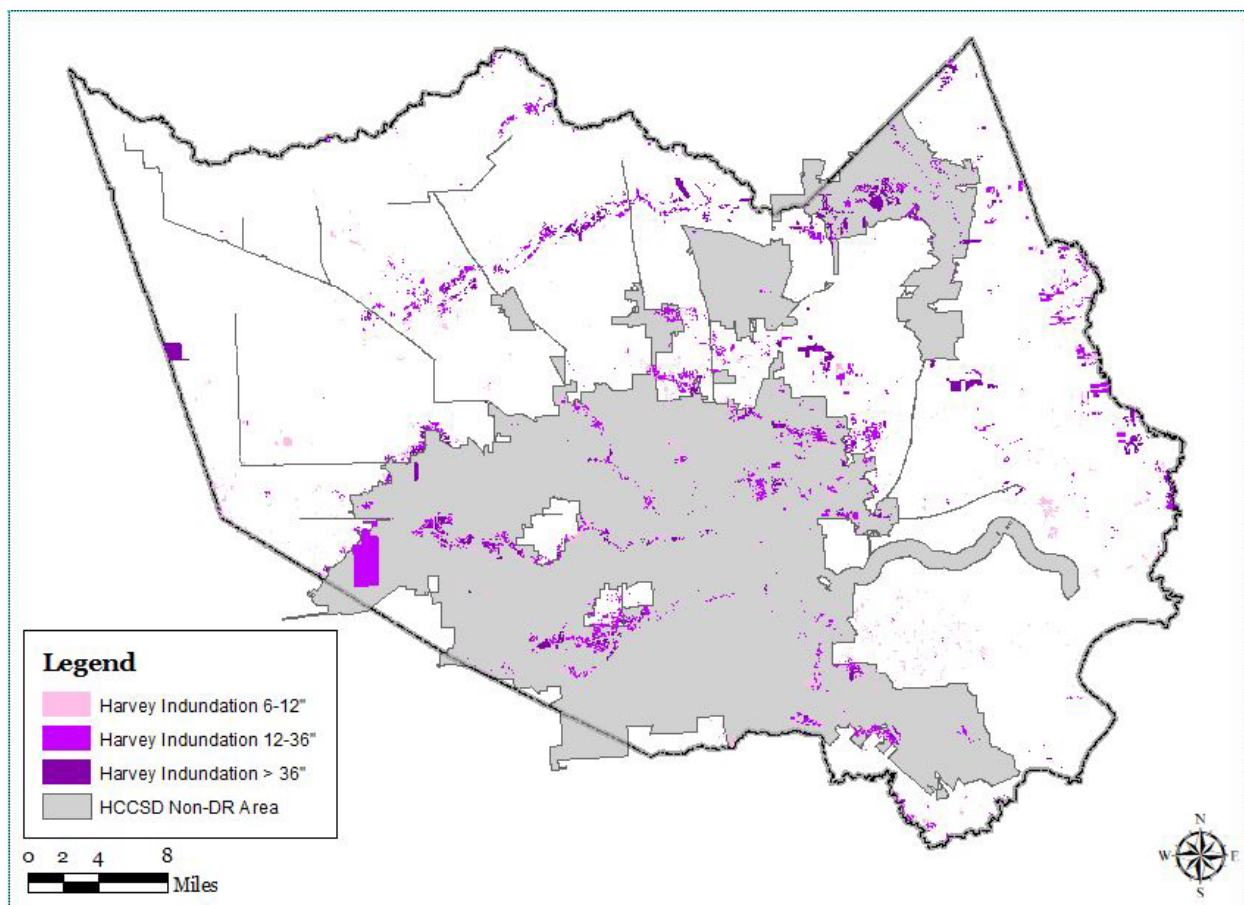 Legend
Harvey Indundation 6-12"
Harvey Indundation 12-36"
Harvey Indundation > 36"
HCCSD Non-DR Area
0 2 4 8
Miles
N
W E
S